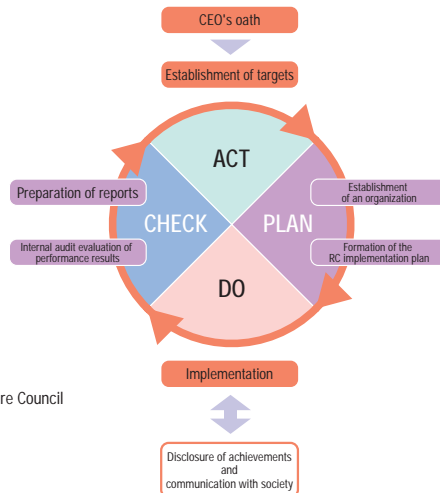 CEO's oath
Establishment of targets
ACT
Preparation of reports
Establishment
of an organization
CHECK
PLAN
Internal audit evaluation of
performance results
Formation of the
RC implementation plan
DO
Implementation
re Council
Disclosure of achievements
and
communication with society